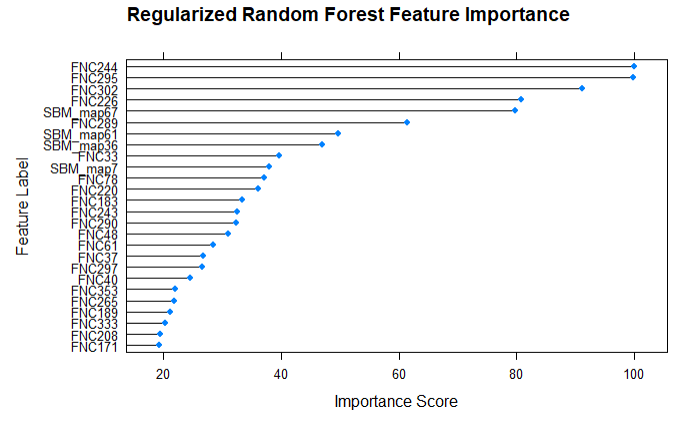 Regularized Random Forest Feature Importance
Feature Label
FNC244
FNC295
FNC302
FNC226
SBM_map67
FNC289
SBM_map61
SBM_map36
FNC33
SBM_map7
FNC78
FNC220
FNC183
FNC243
FNC290
FNC48
FNC61
FNC37
FNC297
FNC40
FNC353
FNC265
FNC189
FNC333
FNC208
FNC171
20 40 60 80 100
Importance Score